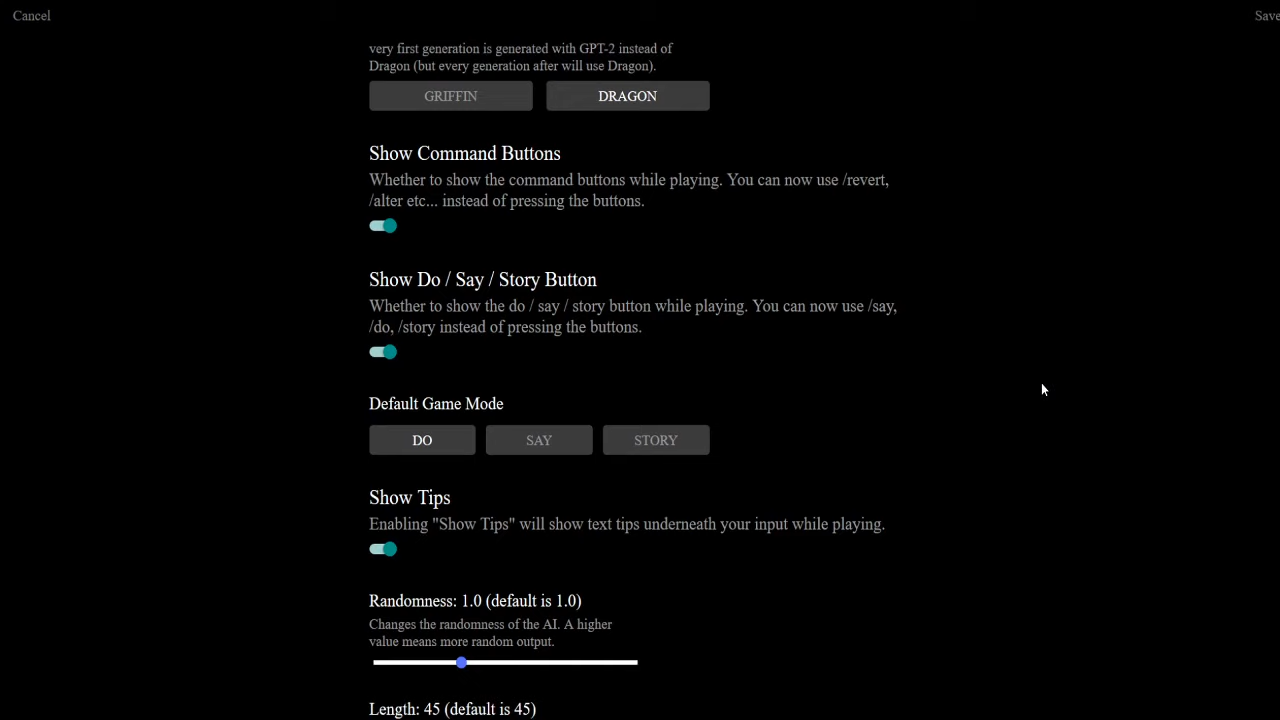 Cancel
Save
very first generation is generated with GPT-2 instead of
Dragon (but every generation after will use Dragon).
GRIFFIN
DRAGON
Show Command Buttons
Whether to show the command buttons while playing. You can now use /revert,
/alter etc... instead of pressing the buttons.
Show Do / Say / Story Button
Whether to show the do / say / story button while playing. You can now use /say,
/do, /story instead of pressing the buttons.
Default Game Mode
DO
SAY
STORY
Show Tips
Enabling "Show Tips" will show text tips underneath your input while playing.
Randomness: 1.0 (default is 1.0)
Changes the randomness of the AI. A higher
value means more random output.
Length: 45 (default is 45)